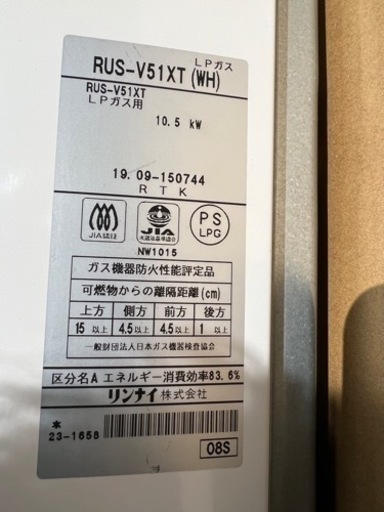 LPガス
RUS-V51XT(WH)
RUS-V51XT
LPガス用
10.5 kW
19.09-150744
RTK
JIA認証
JIA
PS
LPG
NW1015
ガス機器防火性能評定品
可燃物からの離隔距離(cm)
上方 側方 前方 後方
15以上 4.5以上 4.5以上 1以上
一般財団法人日本ガス機器検査協会
区分名A エネルギー消費効率83.6%
リンナイ株式会社
*
23-1658
08S